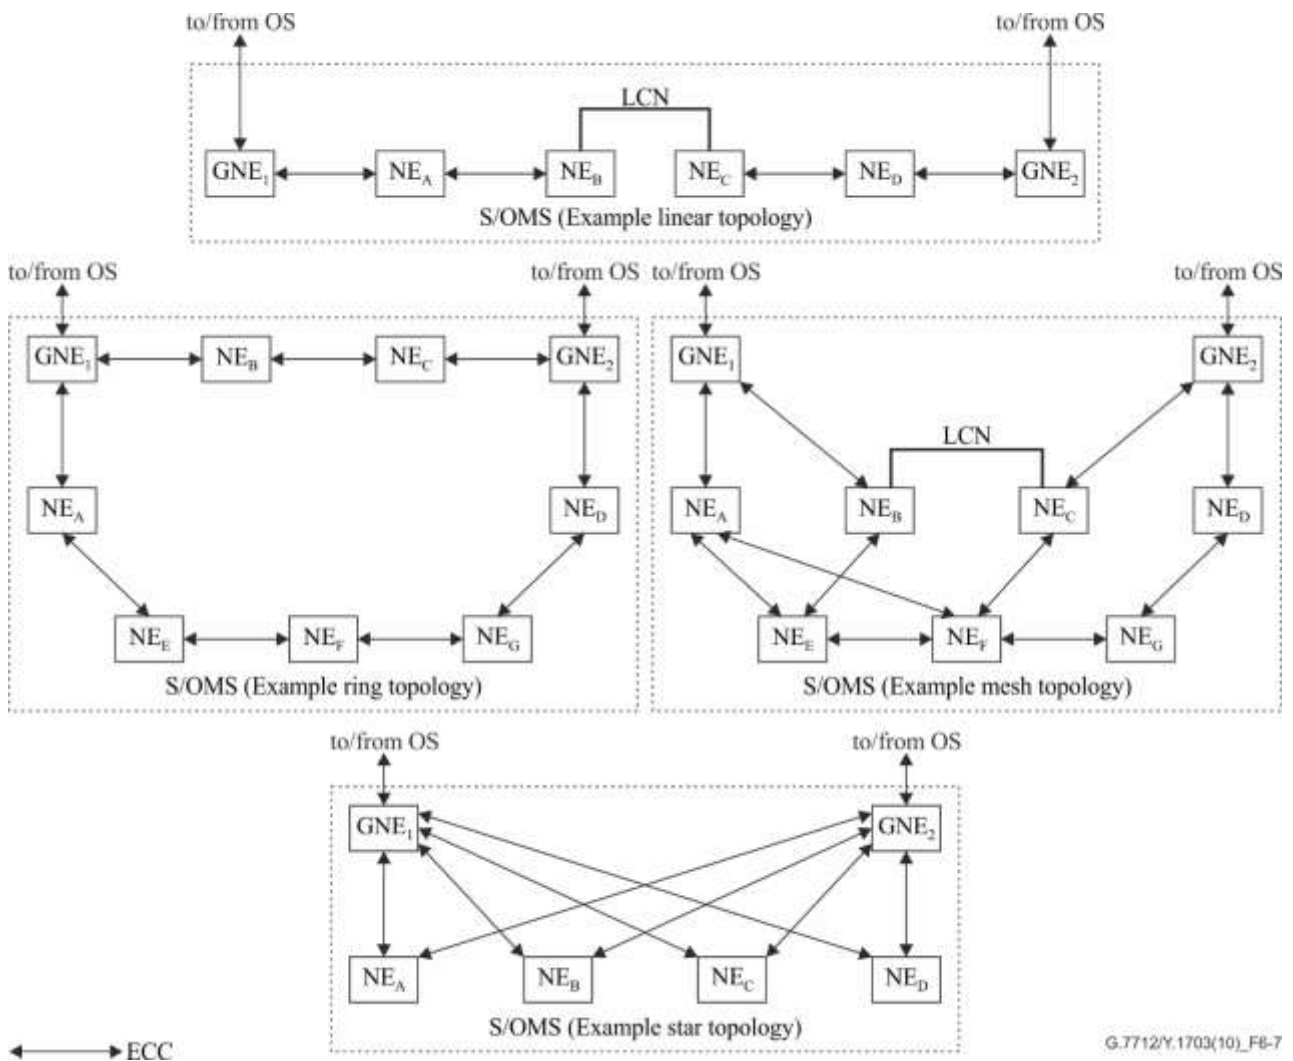 to/from OS to/from OS
LCN
GNE1 NEA NEB NEC NED GNE2
S/OMS (Example linear topology)
to/from OS to/from OS to/from OS to/from OS
GNE1 NEB NEC GNE2 GNE1 GNE2
LCN
NEA NED NEA NEB NEC NED
NEE NEF NEG NEE NEF NEG
S/OMS (Example ring topology) S/OMS (Example mesh topology)
to/from OS to/from OS
GNE1 GNE2
NEA NEB NEC NED
S/OMS (Example star topology)
ECC G.7712/Y.1703(10)_F6-7